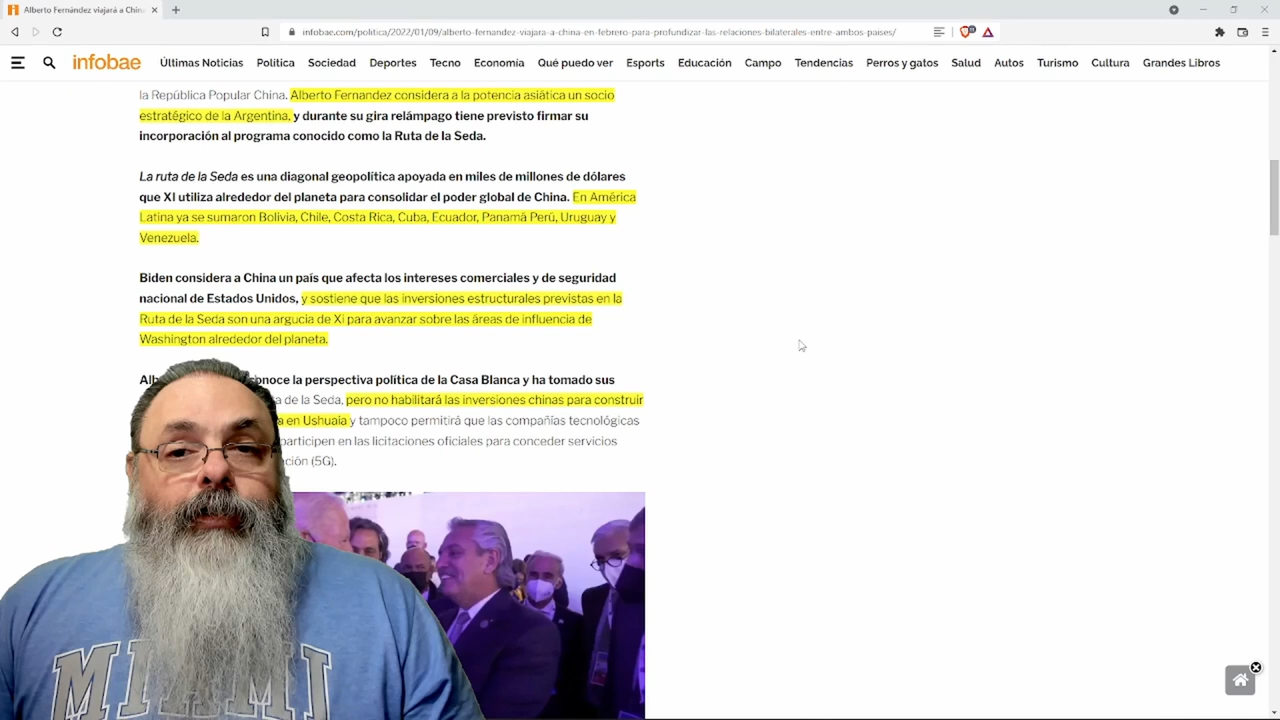 Alberto Fernández viajará a China
infobae.com/politica/2022/01/09/alberto-fernandez-viajara-a-china-en-febrero-para-profundizar-las-relaciones-bilaterales-entre-ambos-paises/
infobae Últimas Noticias Política Sociedad Deportes Tecno Economía Qué puedo ver Esports Educación Campo Tendencias Perros y gatos Salud Autos Turismo Cultura Grandes Libros
la República Popular China. Alberto Fernandez considera a la potencia asiática un socio
estratégico de la Argentina, y durante su gira relámpago tiene previsto firmar su
incorporación al programa conocido como la Ruta de la Seda.
La ruta de la Seda es una diagonal geopolítica apoyada en miles de millones de dólares
que XI utiliza alrededor del planeta para consolidar el poder global de China. En América
Latina ya se sumaron Bolivia, Chile, Costa Rica, Cuba, Ecuador, Panamá Perú, Uruguay y
Venezuela.
Biden considera a China un país que afecta los intereses comerciales y de seguridad
nacional de Estados Unidos, y sostiene que las inversiones estructurales previstas en la
Ruta de la Seda son una argucia de Xi para avanzar sobre las áreas de influencia de
Washington alrededor del planeta.
Alb onoce la perspectiva política de la Casa Blanca y ha tomado sus
a de la Seda, pero no habilitará las inversiones chinas para construir
a en Ushuaia y tampoco permitirá que las compañías tecnológicas
participen en las licitaciones oficiales para conceder servicios
ción (5G).
MIAMI